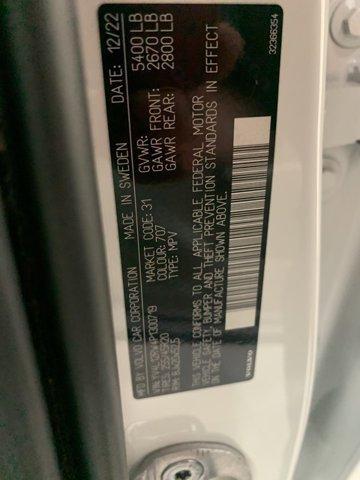 MFD BY: VOLVO CAR CORPORATION MADE IN SWEDEN DATE: 12/22
GVWR: 5400 LB
MARKET CODE: 31 GAWR FRONT: 2670 LB
COLOUR: 707 GAWR REAR: 2800 LB
TYPE: MPV
THIS VEHICLE CONFORMS TO ALL APPLICABLE FEDERAL MOTOR
VEHICLE SAFETY, BUMPER AND THEFT PREVENTION STANDARDS IN EFFECT
ON THE DATE OF MANUFACTURE SHOWN ABOVE.
VOLVO 32386354